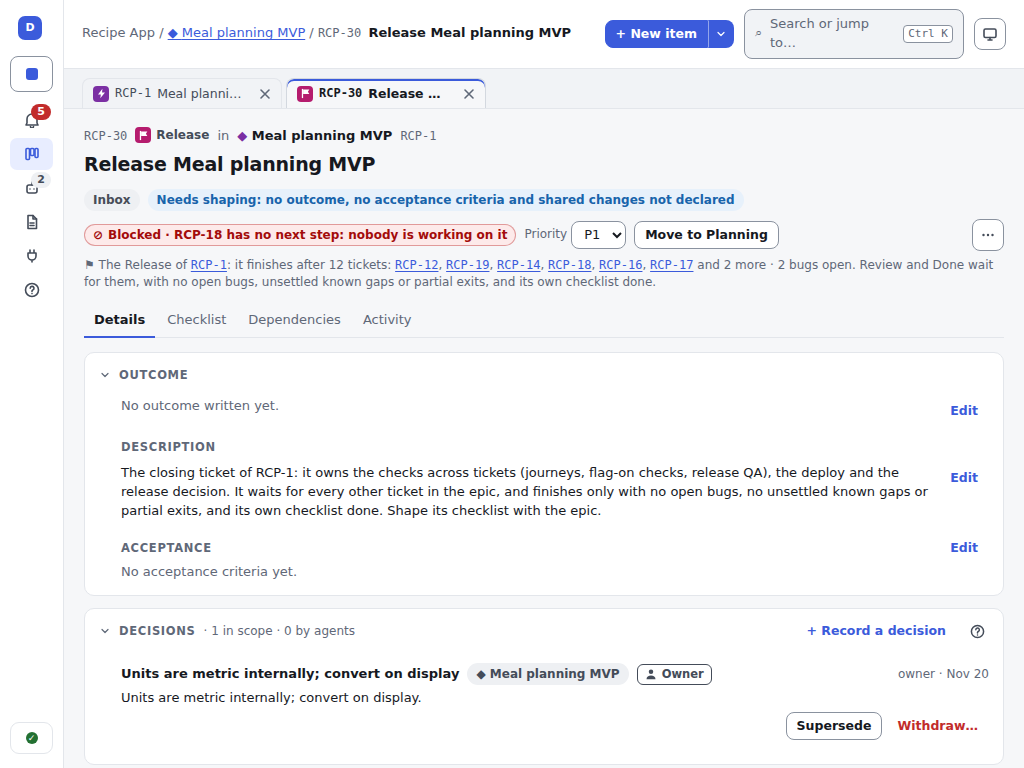 D
Recipe App / ◆ Meal planning MVP / RCP-30 Release Meal planning MVP
+ New item
Search or jump to…
Ctrl K
5
2
RCP-1 Meal planni…
RCP-30 Release …
RCP-30 Release in ◆ Meal planning MVP RCP-1
Release Meal planning MVP
Inbox
Needs shaping: no outcome, no acceptance criteria and shared changes not declared
⊘ Blocked · RCP-18 has no next step: nobody is working on it
Priority P1
Move to Planning
⚑ The Release of RCP-1: it finishes after 12 tickets: RCP-12, RCP-19, RCP-14, RCP-18, RCP-16, RCP-17 and 2 more · 2 bugs open. Review and Done wait
for them, with no open bugs, unsettled known gaps or partial exits, and its own checklist done.
Details Checklist Dependencies Activity
OUTCOME
No outcome written yet.
Edit
DESCRIPTION
The closing ticket of RCP-1: it owns the checks across tickets (journeys, flag-on checks, release QA), the deploy and the
release decision. It waits for every other ticket in the epic, and finishes only with no open bugs, no unsettled known gaps or
partial exits, and its own checklist done. Shape its checklist with the epic.
Edit
ACCEPTANCE
Edit
No acceptance criteria yet.
DECISIONS · 1 in scope · 0 by agents
+ Record a decision
Units are metric internally; convert on display ◆ Meal planning MVP Owner
owner · Nov 20
Units are metric internally; convert on display.
Supersede
Withdraw…